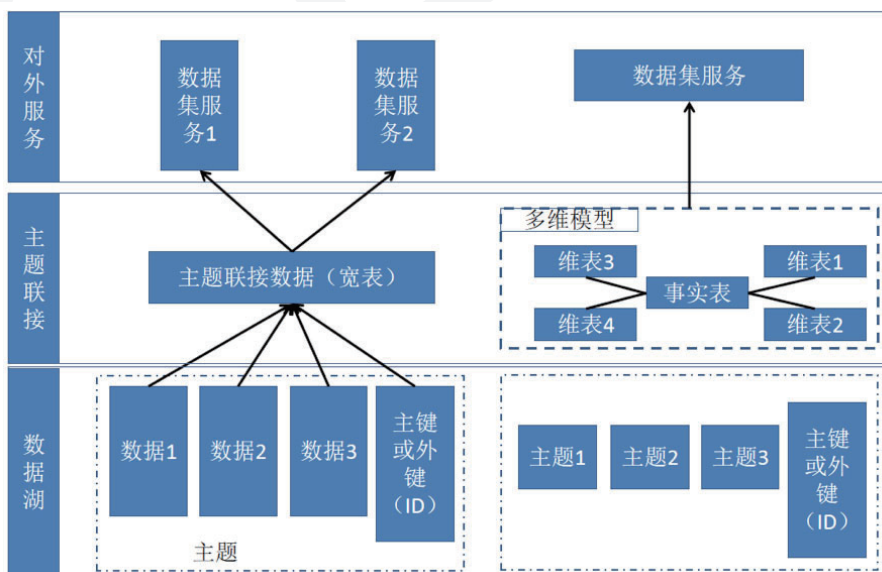 对外服务
数据
集服
务1
数据
集服
务2
数据集服务
主题联接
主题联接数据（宽表）
多维模型
维表3
维表1
事实表
维表4
维表2
数据湖
数据1
数据2
数据3
主键
或外
键
（ID）
主题
主题1
主题2
主题3
主键
或外
键
（ID）